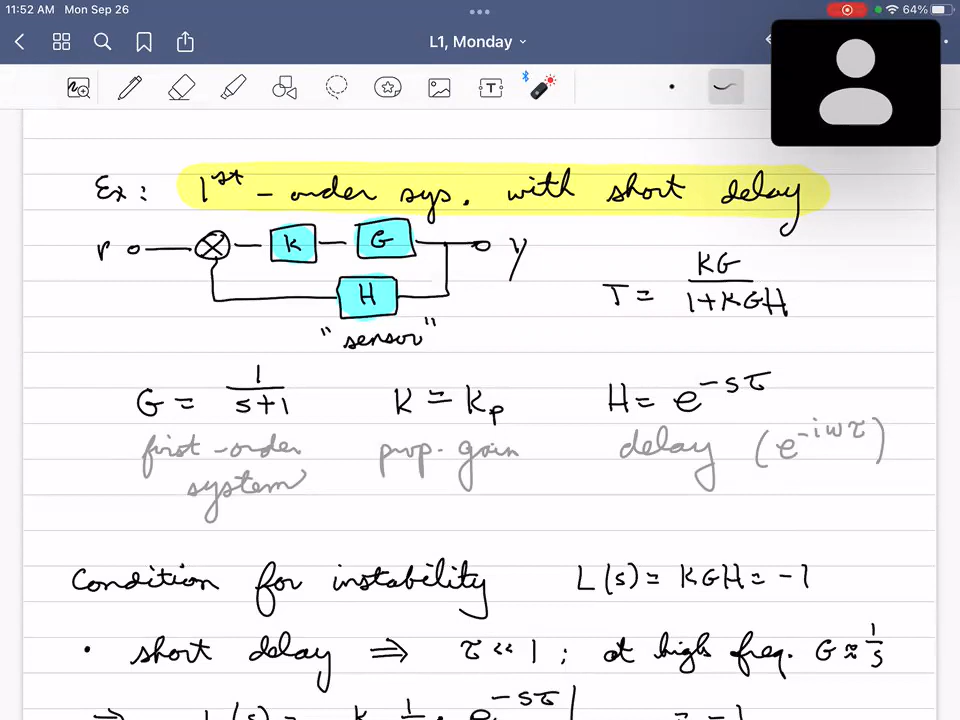 11:52 AM Mon Sep 26
64%
L1, Monday
Ex: 1st-order sys. with short delay
r K G y
H
"sensor"
T = KG / 1+KGH
G = 1/s+1 K = Kp H = e^-sτ
first-order system prop. gain delay (e^-iωτ)
Condition for instability L(s) = KGH = -1
• short delay ⇒ τ << 1; at high freq. G ≈ 1/s